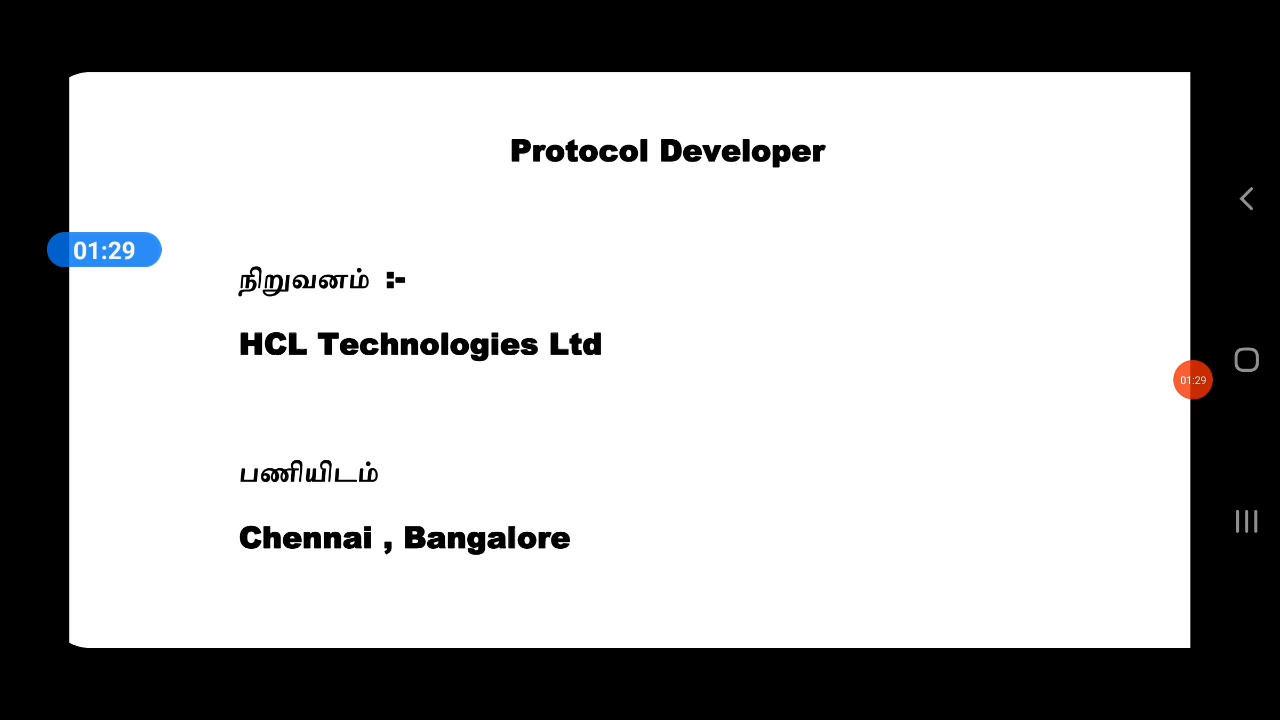 Protocol Developer
01:29
நிறுவனம் :-
HCL Technologies Ltd
01:29
பணியிடம்
Chennai , Bangalore